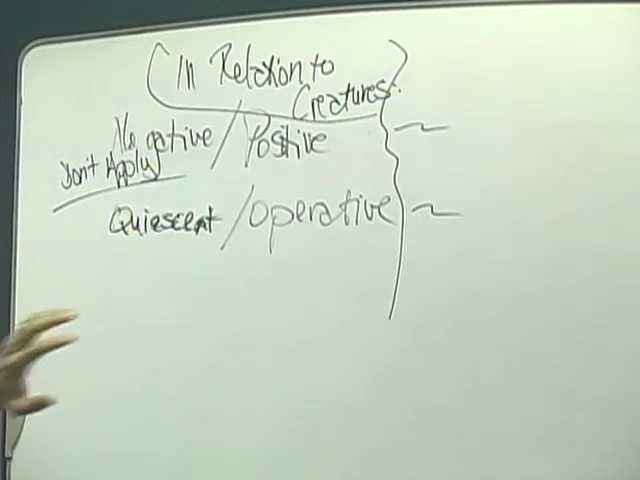 In Relation to
Creatures.
Negative / Positive
Don't Apply
Quiescent / Operative